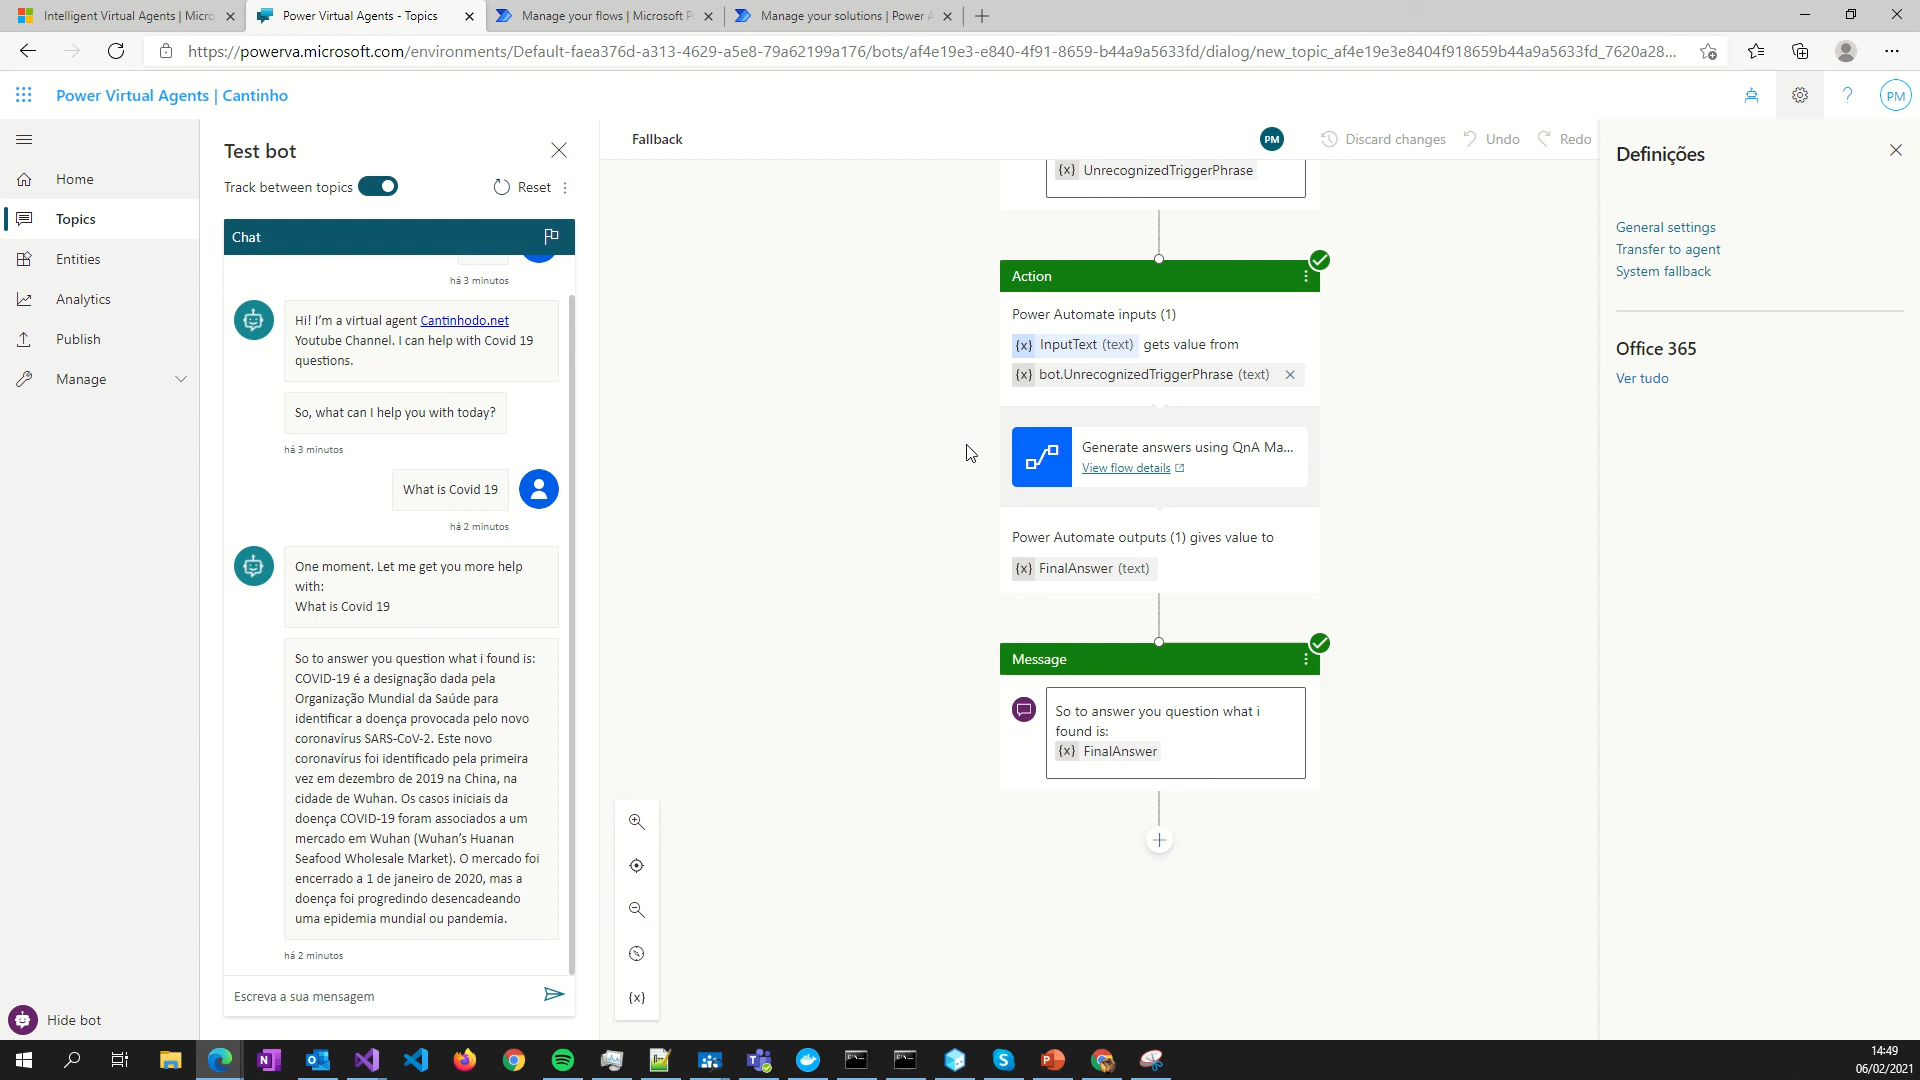 Intelligent Virtual Agents | Micro
Power Virtual Agents - Topics
Manage your flows | Microsoft P
Manage your solutions | Power A
https://powerva.microsoft.com/environments/Default-faea376d-a313-4629-a5e8-79a62199a176/bots/af4e19e3-e840-4f91-8659-b44a9a5633fd/dialog/new_topic_af4e19e3e8404f918659b44a9a5633fd_7620a28...
Power Virtual Agents | Cantinho
PM
Home
Topics
Entities
Analytics
Publish
Manage
Hide bot
Test bot
Track between topics
Reset
Chat
há 3 minutos
Hi! I'm a virtual agent Cantinhodo.net
Youtube Channel. I can help with Covid 19
questions.
So, what can I help you with today?
há 3 minutos
What is Covid 19
há 2 minutos
One moment. Let me get you more help
with:
What is Covid 19
So to answer you question what i found is:
COVID-19 é a designação dada pela
Organização Mundial da Saúde para
identificar a doença provocada pelo novo
coronavírus SARS-CoV-2. Este novo
coronavírus foi identificado pela primeira
vez em dezembro de 2019 na China, na
cidade de Wuhan. Os casos iniciais da
doença COVID-19 foram associados a um
mercado em Wuhan (Wuhan's Huanan
Seafood Wholesale Market). O mercado foi
encerrado a 1 de janeiro de 2020, mas a
doença foi progredindo desencadeando
uma epidemia mundial ou pandemia.
há 2 minutos
Escreva a sua mensagem
Fallback
PM
Discard changes
Undo
Redo
{x} UnrecognizedTriggerPhrase
Action
Power Automate inputs (1)
{x} InputText (text) gets value from
{x} bot.UnrecognizedTriggerPhrase (text)
Generate answers using QnA Ma...
View flow details
Power Automate outputs (1) gives value to
{x} FinalAnswer (text)
Message
So to answer you question what i
found is:
{x} FinalAnswer
{x}
Definições
General settings
Transfer to agent
System fallback
Office 365
Ver tudo
14:49
06/02/2021